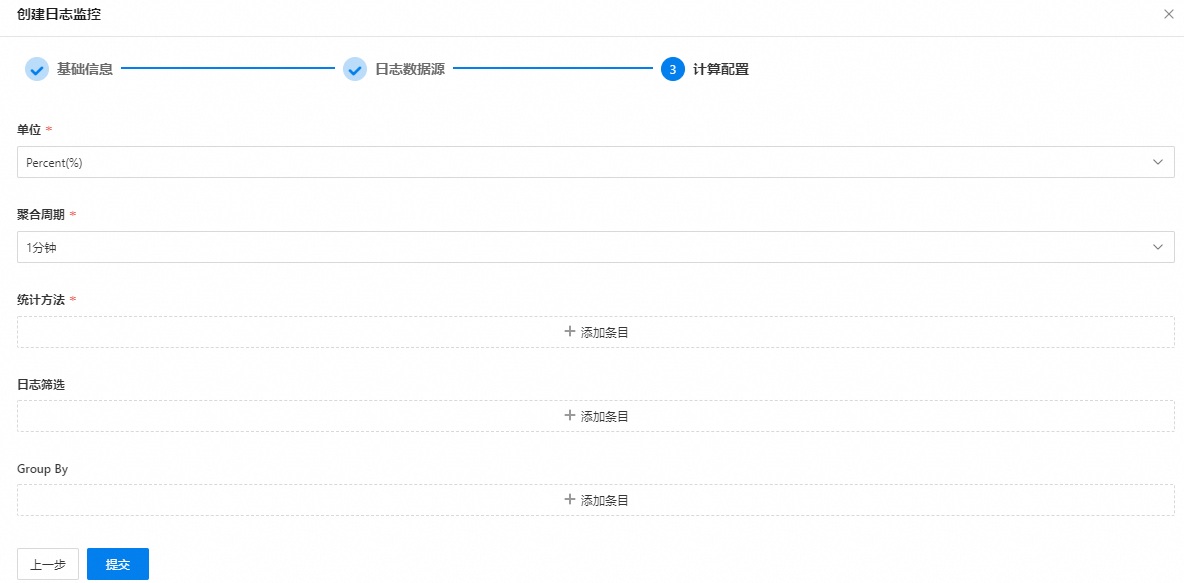 创建日志监控
基础信息
日志数据源
3 计算配置
单位 *
Percent(%)
聚合周期 *
1分钟
统计方法 *
+ 添加条目
日志筛选
+ 添加条目
Group By
+ 添加条目
上一步 提交